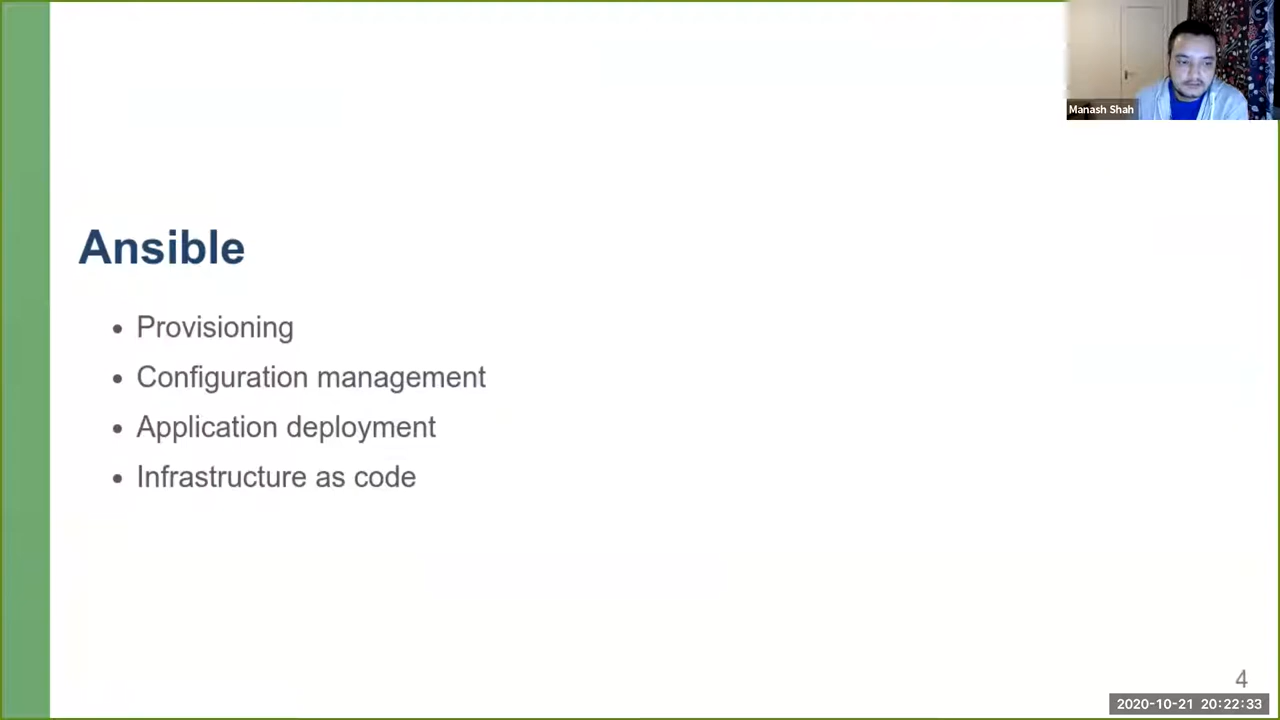 Manash Shah
Ansible
Provisioning
Configuration management
Application deployment
Infrastructure as code
4
2020-10-21 20:22:33